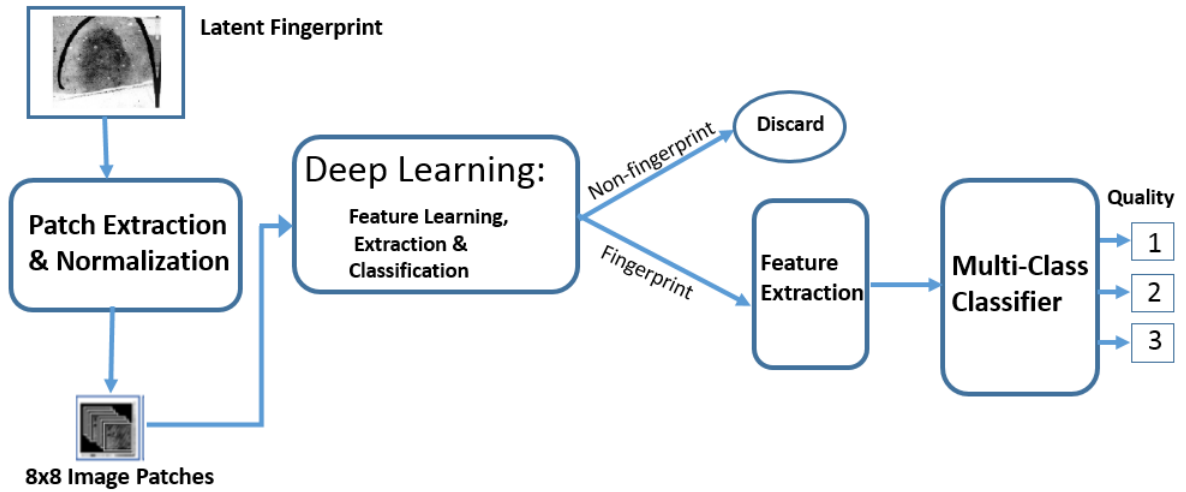 Latent Fingerprint
Patch Extraction
& Normalization
8x8 Image Patches
Deep Learning:
Feature Learning,
Extraction &
Classification
Non-fingerprint
Discard
Fingerprint
Feature
Extraction
Multi-Class
Classifier
Quality
1
2
3